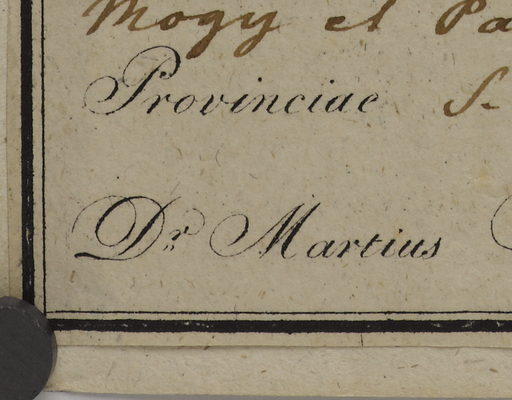 Mogy et Pa
Provinciae S-
Dr Martius